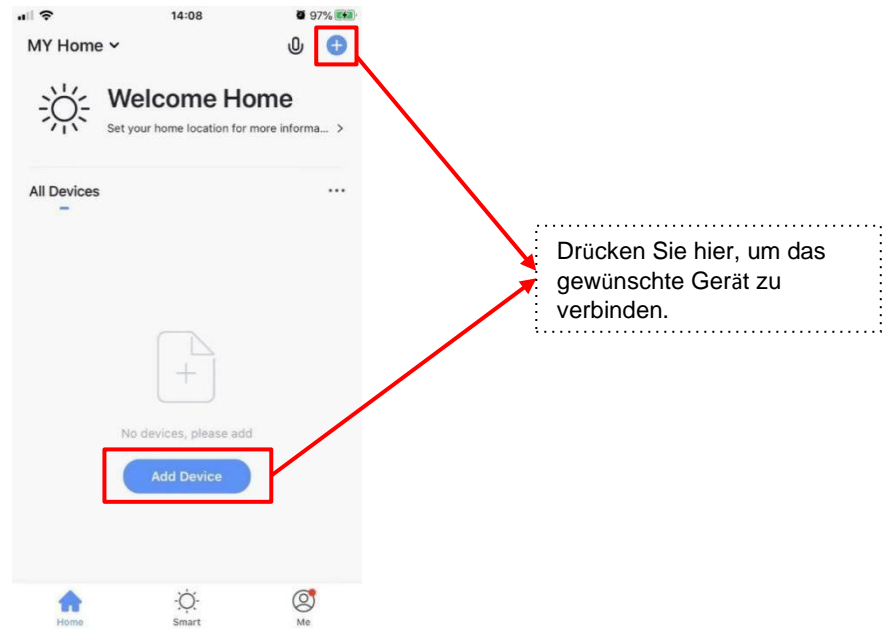 14:08
97%
MY Home
Welcome Home
Set your home location for more informa...
All Devices
Drücken Sie hier, um das
gewünschte Gerät zu
verbinden.
No devices, please add
Add Device
Home
Smart
Me